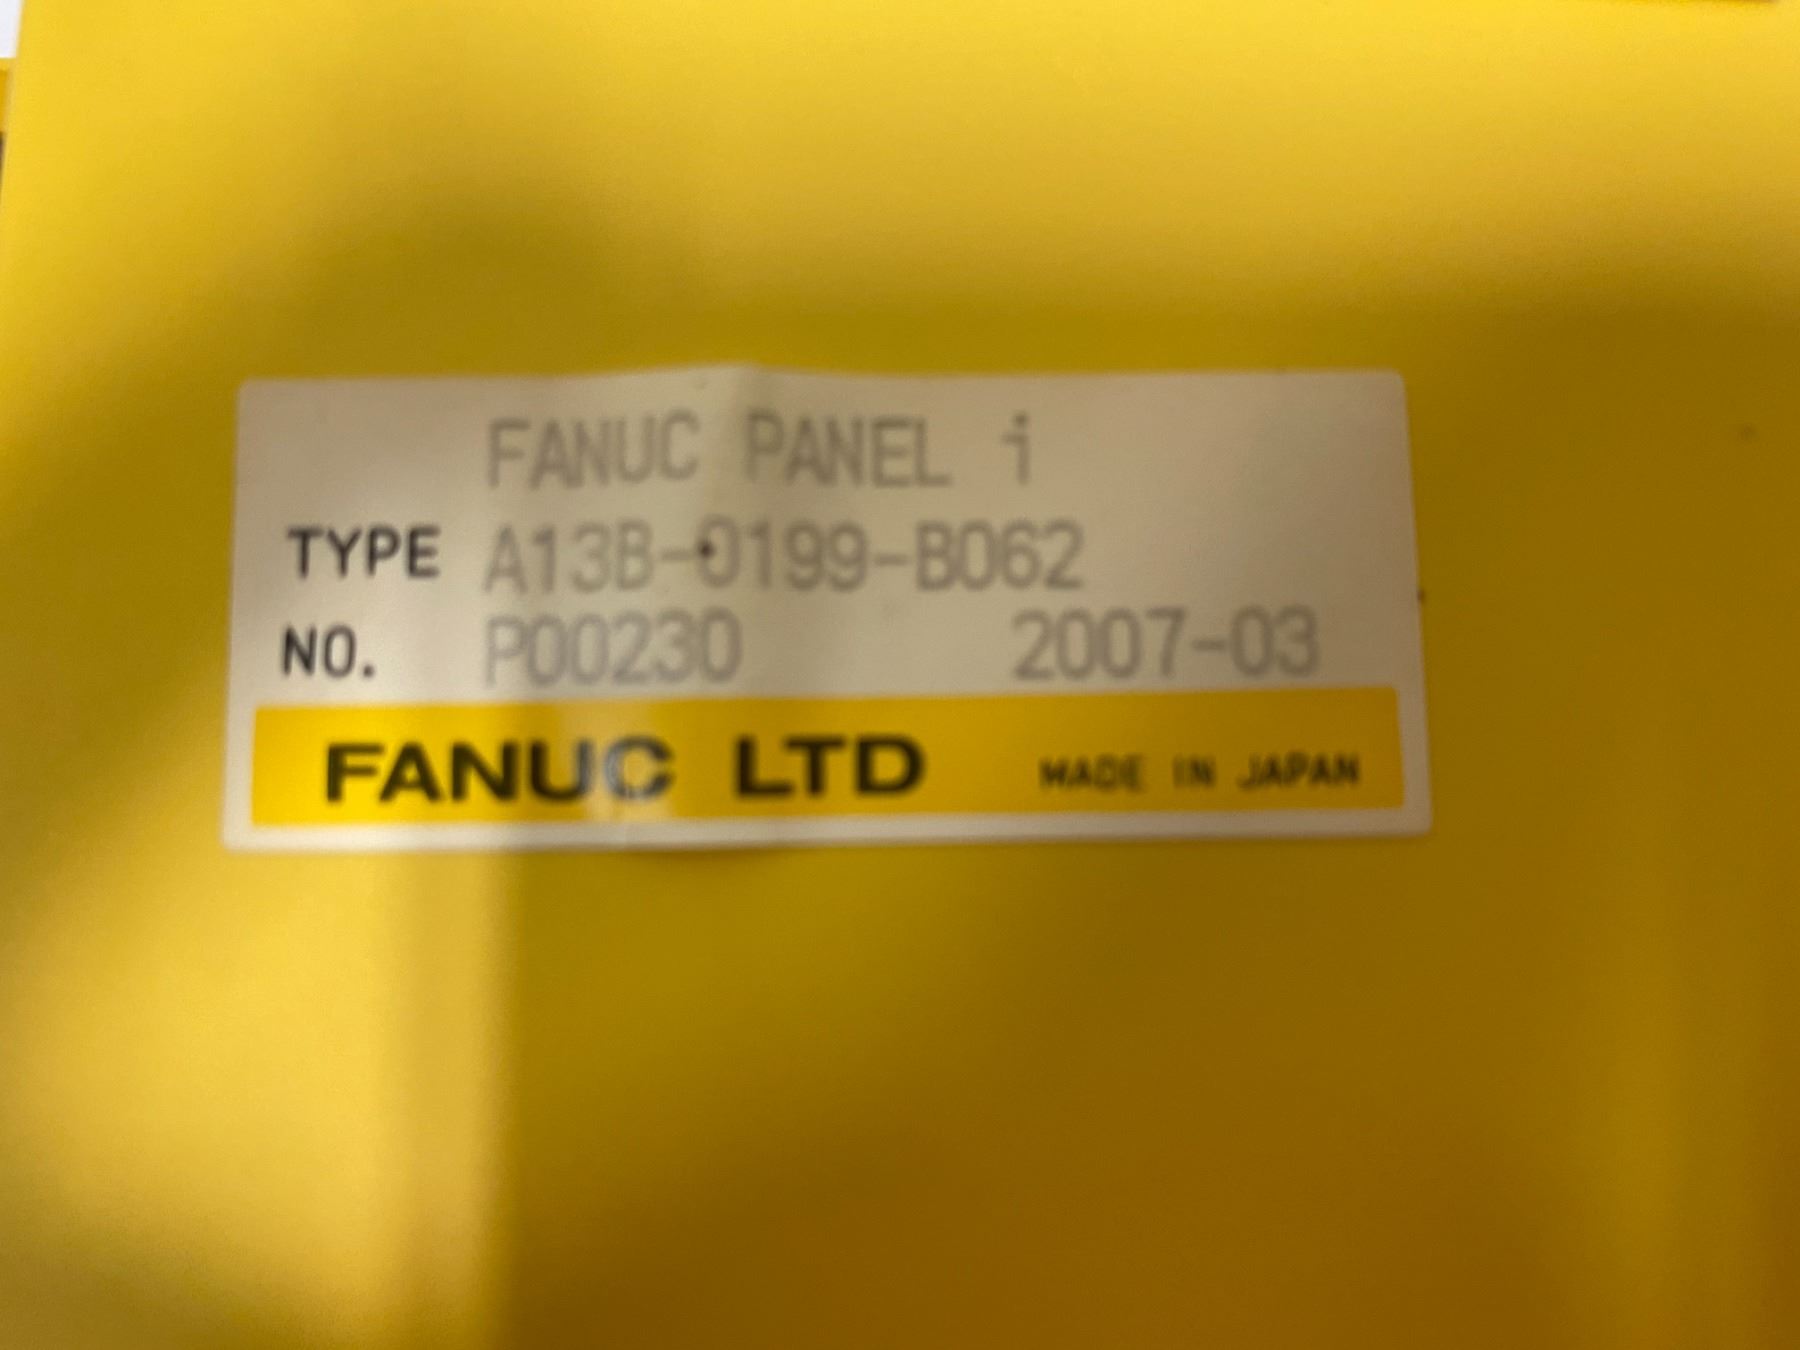 FANUC PANEL i
TYPE A13B-0199-B062
NO. P00230 2007-03
FANUC LTD MADE IN JAPAN